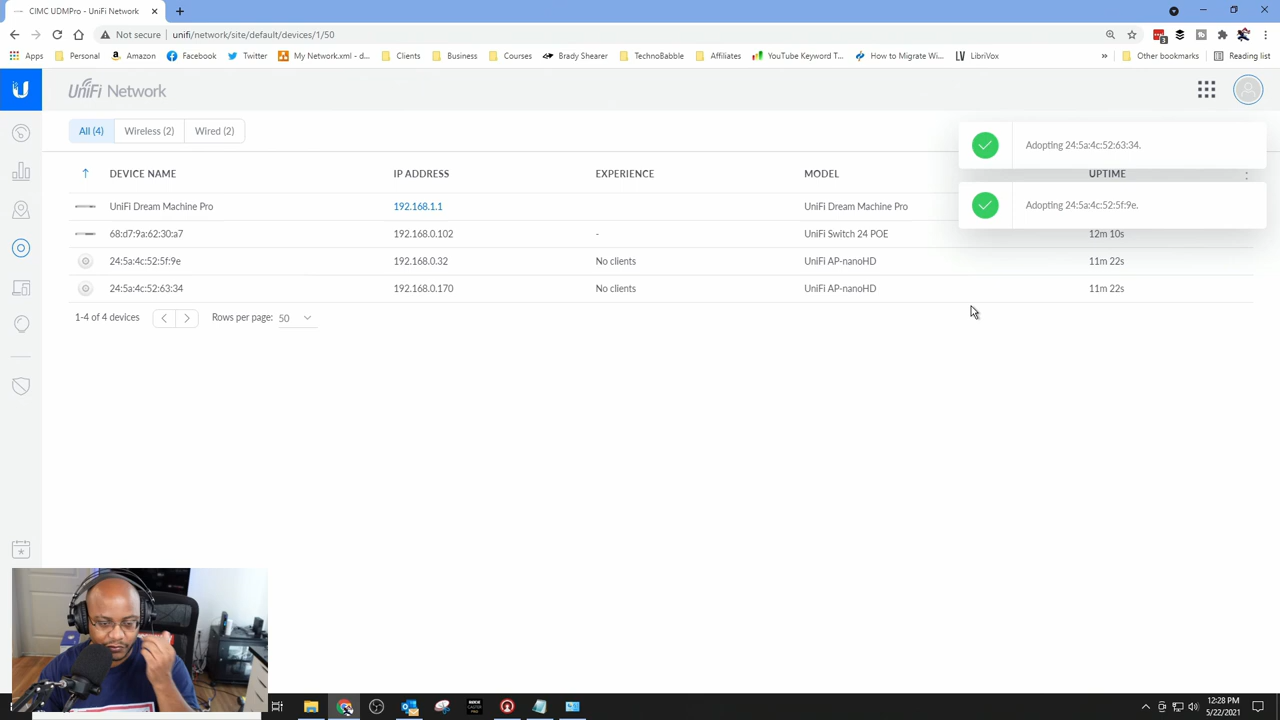 CIMC UDMPro - UniFi Network
Not secure
unifi/network/site/default/devices/1/50
3
Apps
Personal
Amazon
Facebook
Twitter
My Network.xml - d...
Clients
Business
Courses
Brady Shearer
TechnoBabble
Affiliates
YouTube Keyword T...
How to Migrate Wi...
LibriVox
»
Other bookmarks
Reading list
U
UniFi Network
All (4)
Wireless (2)
Wired (2)
Adopting 24:5a:4c:52:63:34.
DEVICE NAME
IP ADDRESS
EXPERIENCE
MODEL
UPTIME
Adopting 24:5a:4c:52:5f:9e.
UniFi Dream Machine Pro
192.168.1.1
UniFi Dream Machine Pro
68:d7:9a:62:30:a7
192.168.0.102
-
UniFi Switch 24 POE
12m 10s
24:5a:4c:52:5f:9e
192.168.0.32
No clients
UniFi AP-nanoHD
11m 22s
24:5a:4c:52:63:34
192.168.0.170
No clients
UniFi AP-nanoHD
11m 22s
1-4 of 4 devices
Rows per page: 50
12:28 PM
5/22/2021